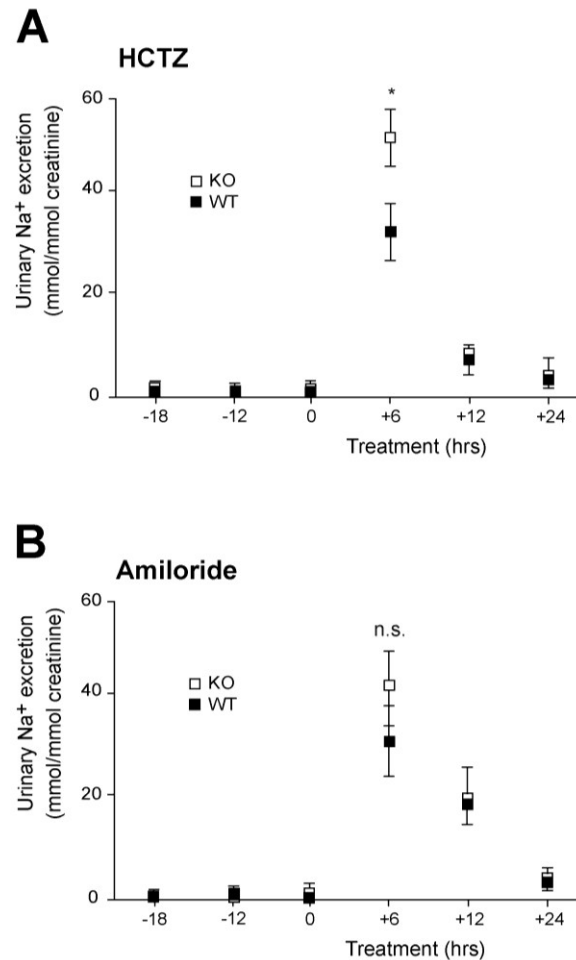 A
HCTZ
Urinary Na⁺ excretion
(mmol/mmol creatinine)
60
40
20
0
*
KO
WT
-18 -12 0 +6 +12 +24
Treatment (hrs)
B
Amiloride
Urinary Na⁺ excretion
(mmol/mmol creatinine)
60
40
20
0
n.s.
KO
WT
-18 -12 0 +6 +12 +24
Treatment (hrs)